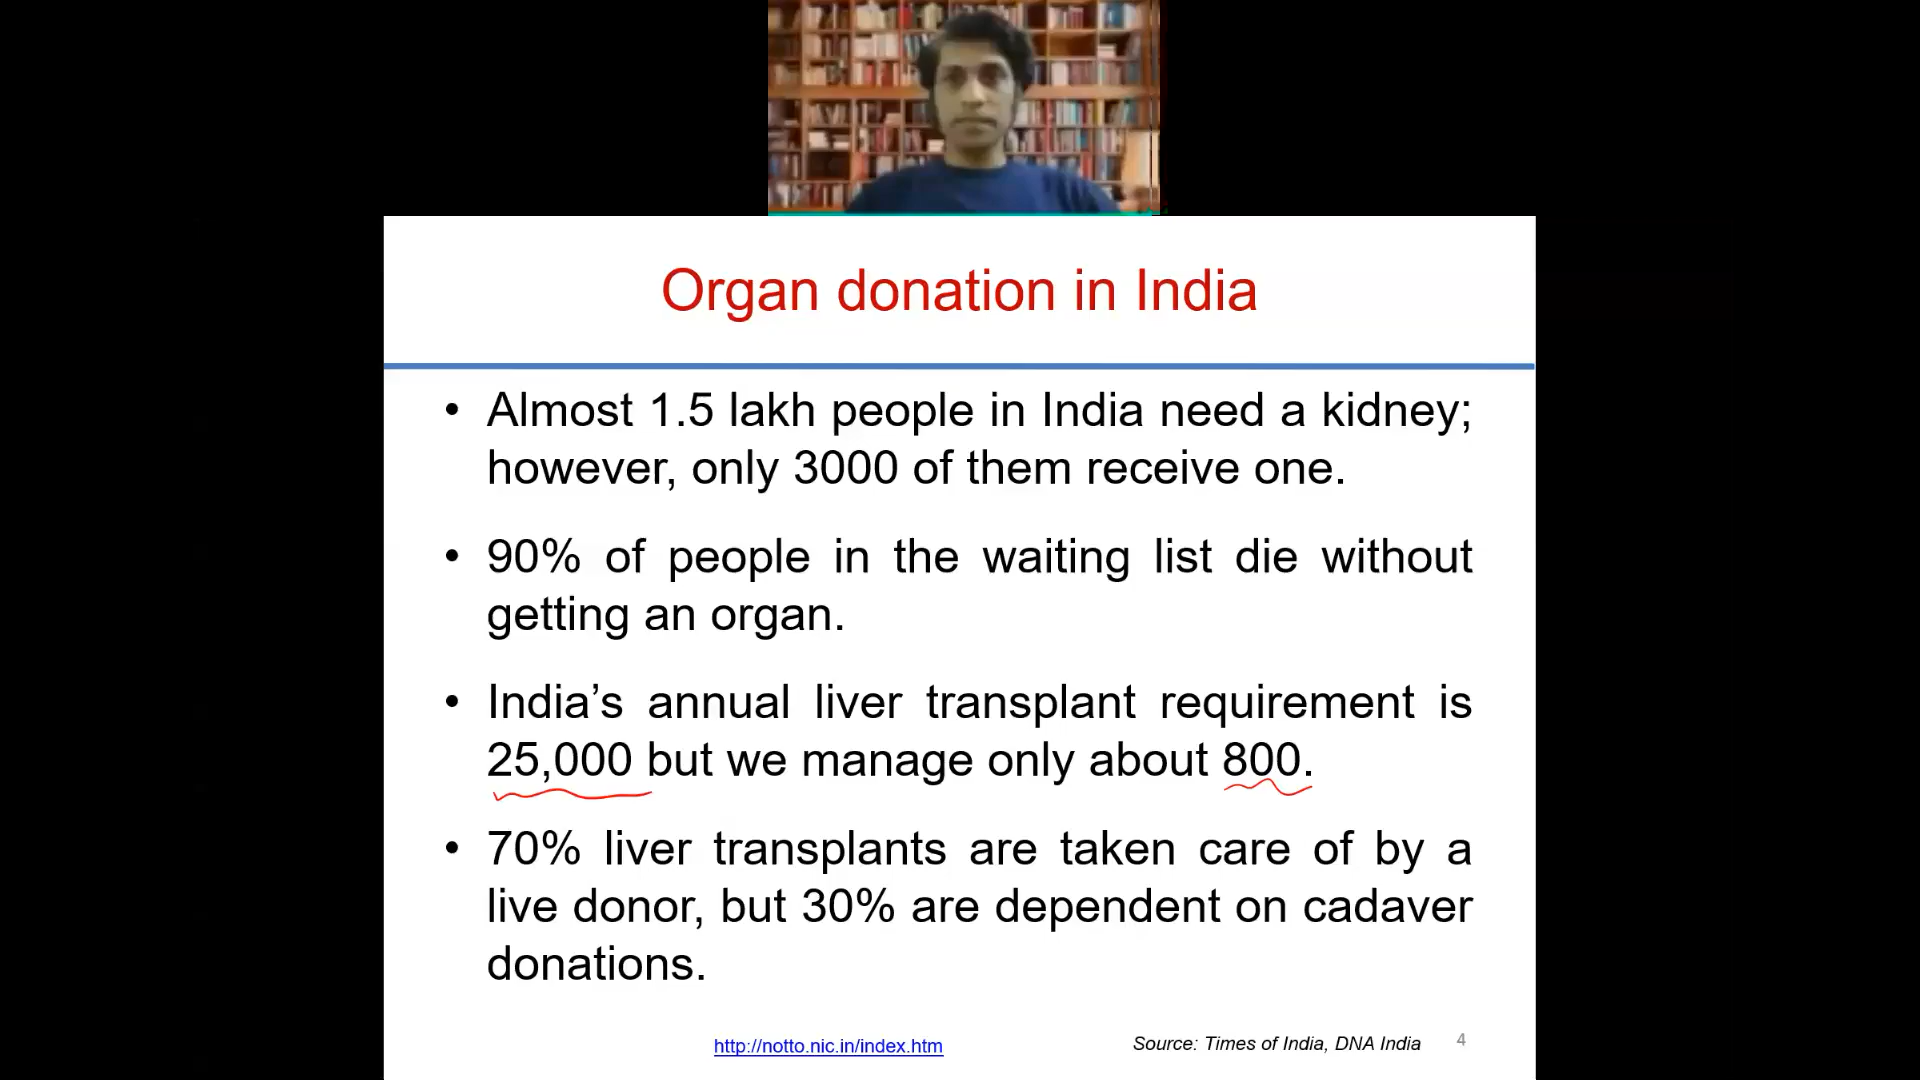 Organ donation in India
• Almost 1.5 lakh people in India need a kidney;
however, only 3000 of them receive one.
• 90% of people in the waiting list die without
getting an organ.
• India’s annual liver transplant requirement is
25,000 but we manage only about 800.
• 70% liver transplants are taken care of by a
live donor, but 30% are dependent on cadaver
donations.
http://notto.nic.in/index.htm
Source: Times of India, DNA India
4